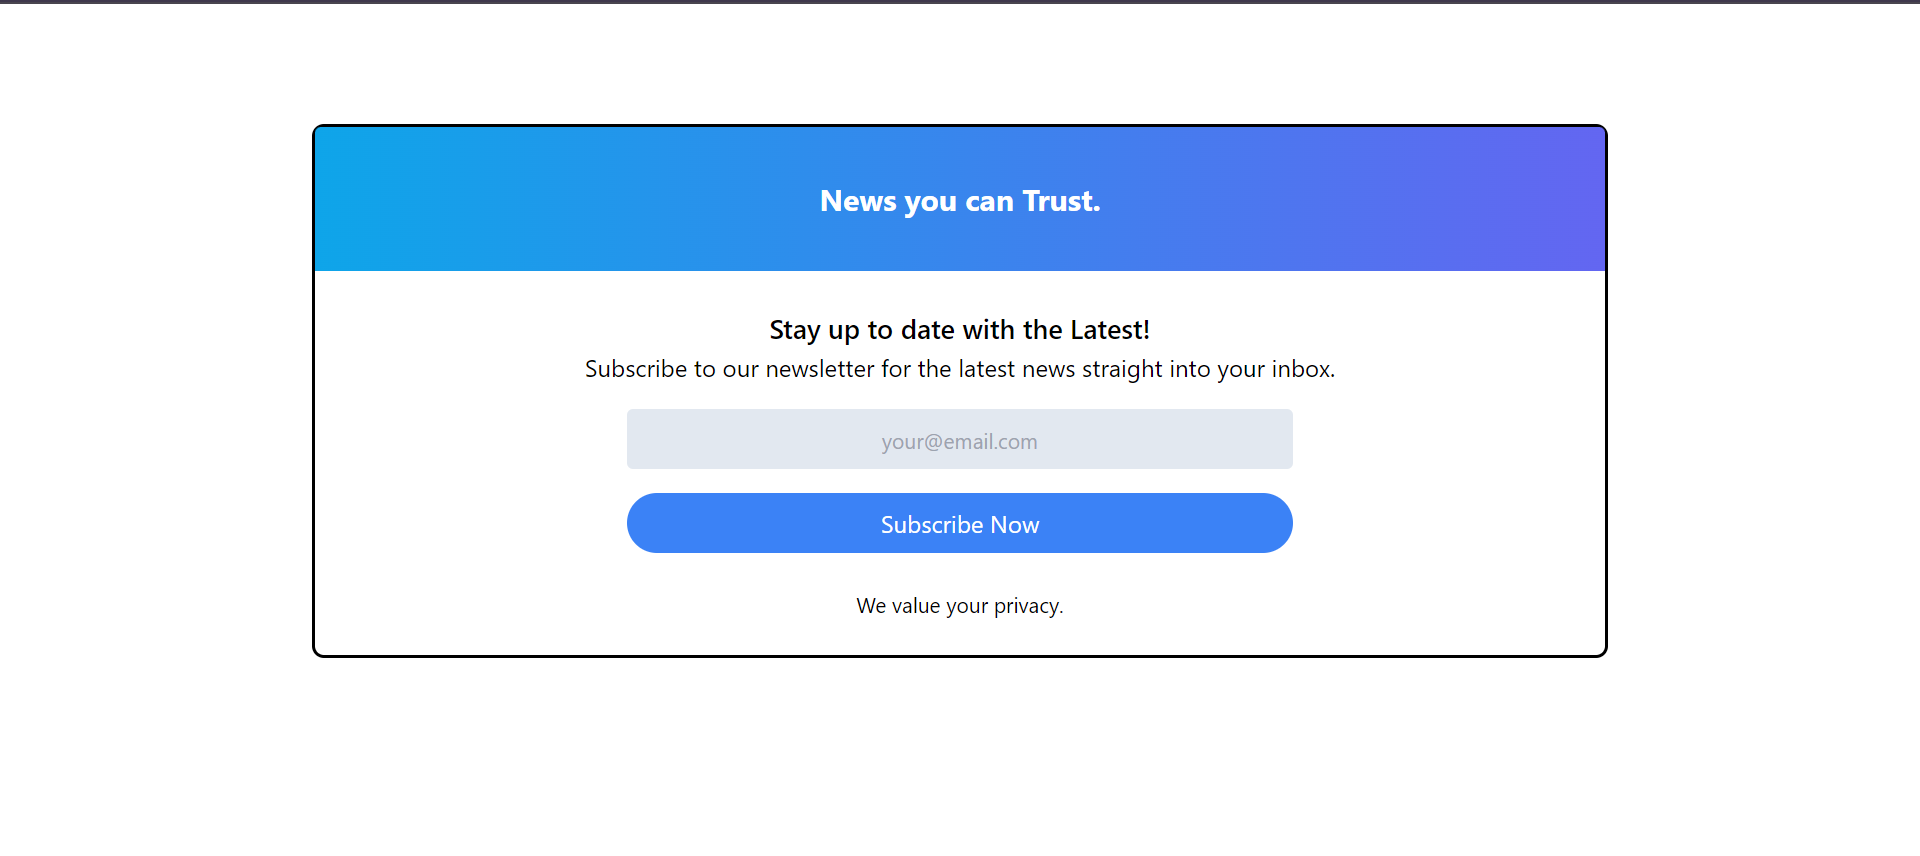 News you can Trust.
Stay up to date with the Latest!
Subscribe to our newsletter for the latest news straight into your inbox.
your@email.com
Subscribe Now
We value your privacy.